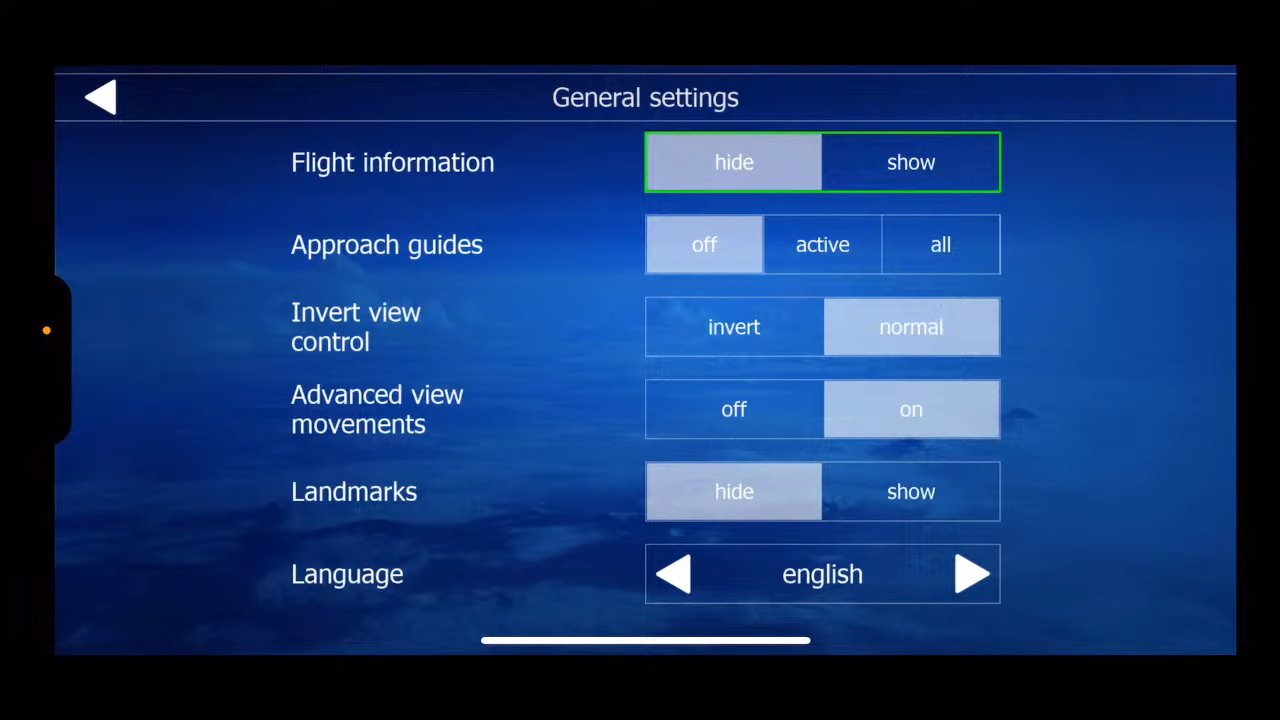 General settings
Flight information
hide show
Approach guides
off active all
Invert view
control
invert normal
Advanced view
movements
off on
Landmarks
hide show
Language
english